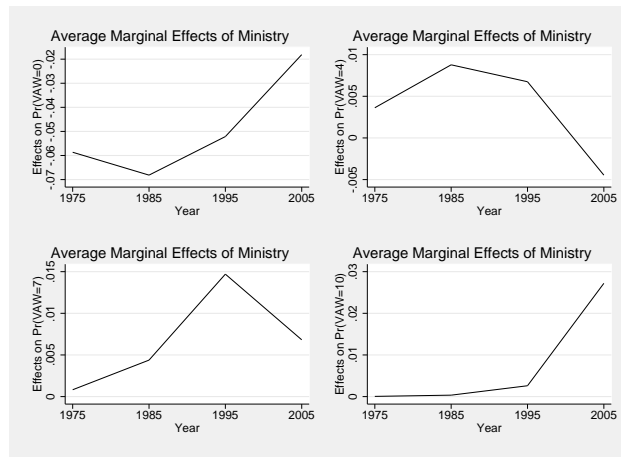 Average Marginal Effects of Ministry
Effects on Pr(VAW=0)
-.02
-.03
-.04
-.05
-.06
-.07
1975 1985 1995 2005
Year
Average Marginal Effects of Ministry
Effects on Pr(VAW=4)
.01
.005
0
-.005
1975 1985 1995 2005
Year
Average Marginal Effects of Ministry
Effects on Pr(VAW=7)
.015
.01
.005
0
1975 1985 1995 2005
Year
Average Marginal Effects of Ministry
Effects on Pr(VAW=10)
.03
.02
.01
0
1975 1985 1995 2005
Year